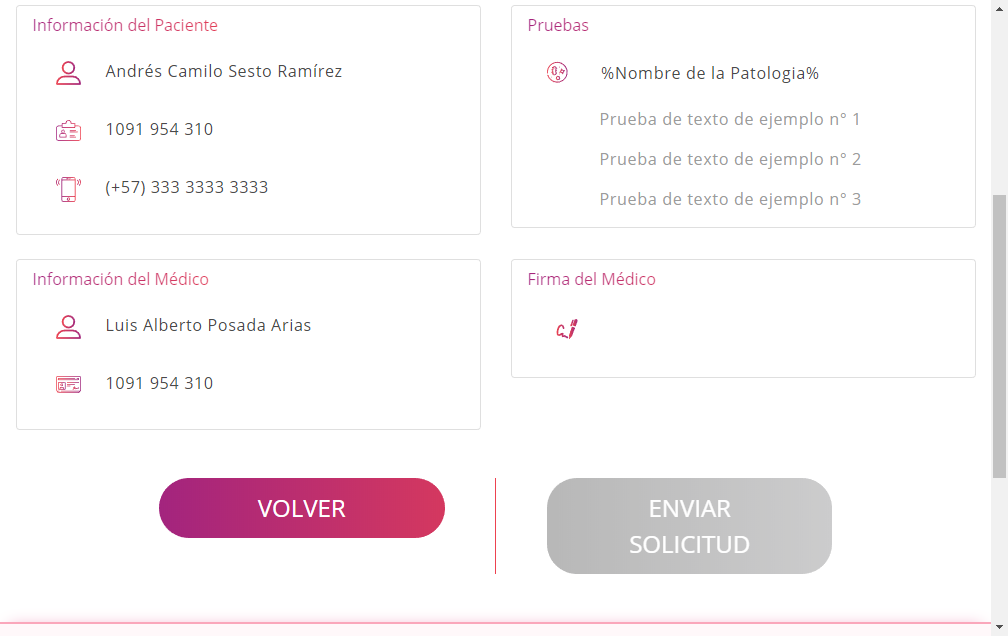 Información del Paciente
Andrés Camilo Sesto Ramírez
1091 954 310
(+57) 333 3333 3333
Pruebas
%Nombre de la Patologia%
Prueba de texto de ejemplo n° 1
Prueba de texto de ejemplo n° 2
Prueba de texto de ejemplo n° 3
Información del Médico
Luis Alberto Posada Arias
1091 954 310
Firma del Médico
VOLVER
ENVIAR
SOLICITUD